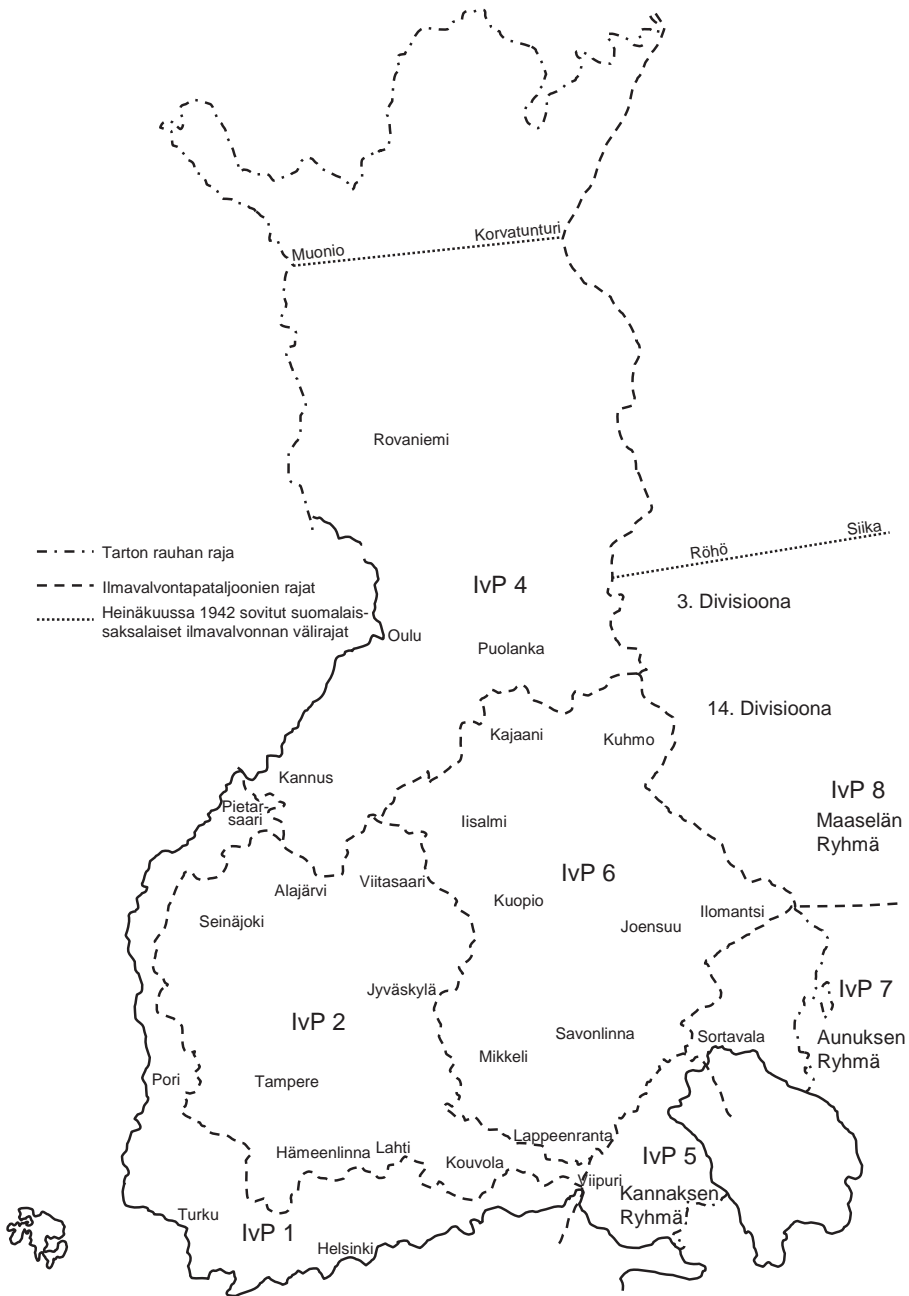 Muonio
Korvatunturi
Rovaniemi
Tarton rauhan raja
Ilmavalvontapataljoonien rajat
Heinäkuussa 1942 sovitut suomalais-
saksalaiset ilmavalvonnan välirajat
Röhö
Siika
IvP 4
3. Divisioona
Oulu
Puolanka
14. Divisioona
Kajaani
Kuhmo
Kannus
Pietar-
saari
IvP 8
Maaselän
Ryhmä
Iisalmi
Alajärvi
Viitasaari
IvP 6
Kuopio
Seinäjoki
Joensuu
Ilomantsi
Jyväskylä
IvP 7
IvP 2
Aunuksen
Ryhmä
Savonlinna
Sortavala
Mikkeli
Pori
Tampere
Lappeenranta
Hämeenlinna
Lahti
Kouvola
IvP 5
Viipuri
Kannaksen
Ryhmä
Turku
IvP 1
Helsinki